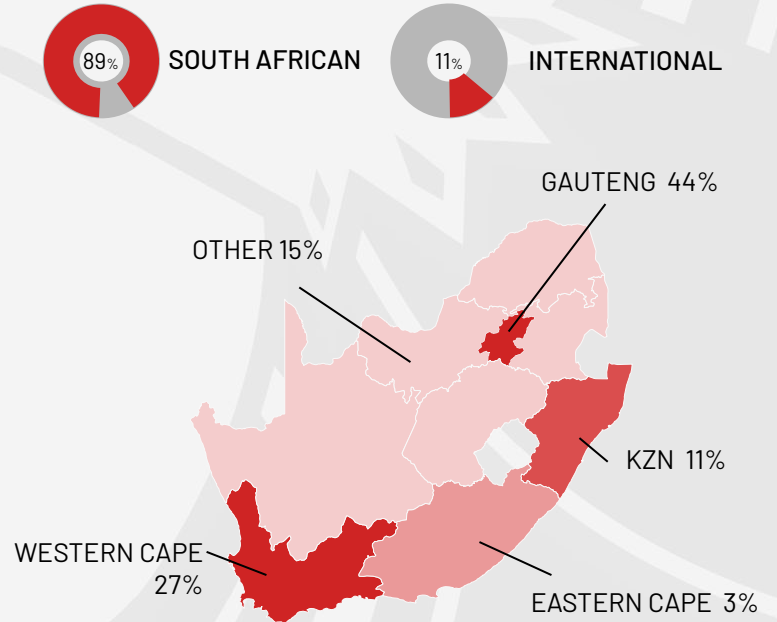 89% SOUTH AFRICAN
11% INTERNATIONAL
GAUTENG 44%
OTHER 15%
KZN 11%
WESTERN CAPE
27%
EASTERN CAPE 3%